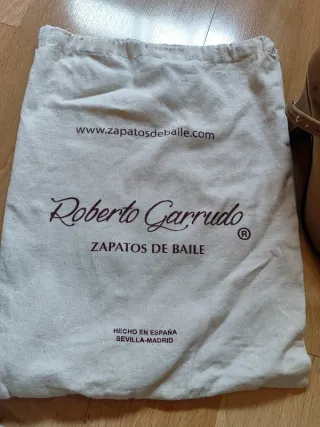 www.zapatosdebaile.com
Roberto Garrudo ®
ZAPATOS DE BAILE
HECHO EN ESPAÑA
SEVILLA-MADRID